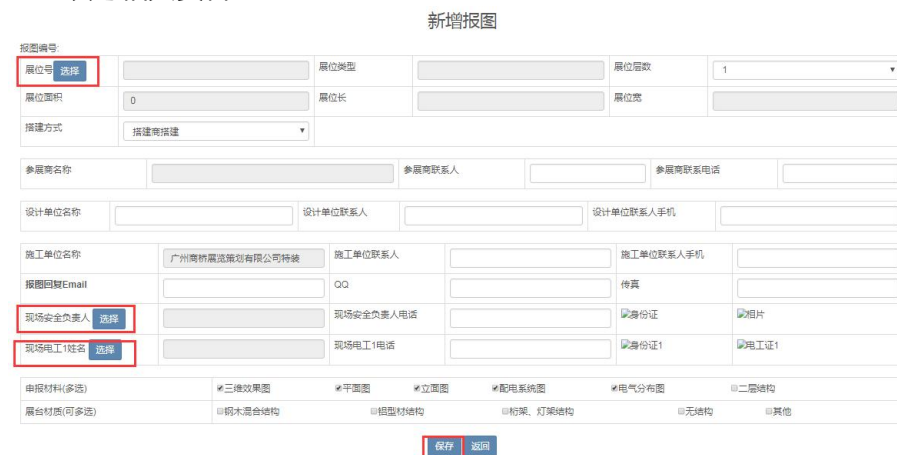 新增报图
报图编号:
展位号 选择 展位类型 展位层数 1
展位面积 0 展位长 展位宽
搭建方式 搭建商搭建
参展商名称 参展商联系人 参展商联系电话
设计单位名称 设计单位联系人 设计单位联系人手机
施工单位名称 广州商桥展览策划有限公司特装 施工单位联系人 施工单位联系人手机
报图回复Email QQ 传真
现场安全负责人 选择 现场安全负责人电话 身份证 相片
现场电工1姓名 选择 现场电工1电话 身份证1 电工证1
申报材料(多选) 三维效果图 平面图 立面图 配电系统图 电气分布图 二层结构
展台材质(可多选) 钢木混合结构 铝型材结构 桁架、灯架结构 无结构 其他
保存 返回